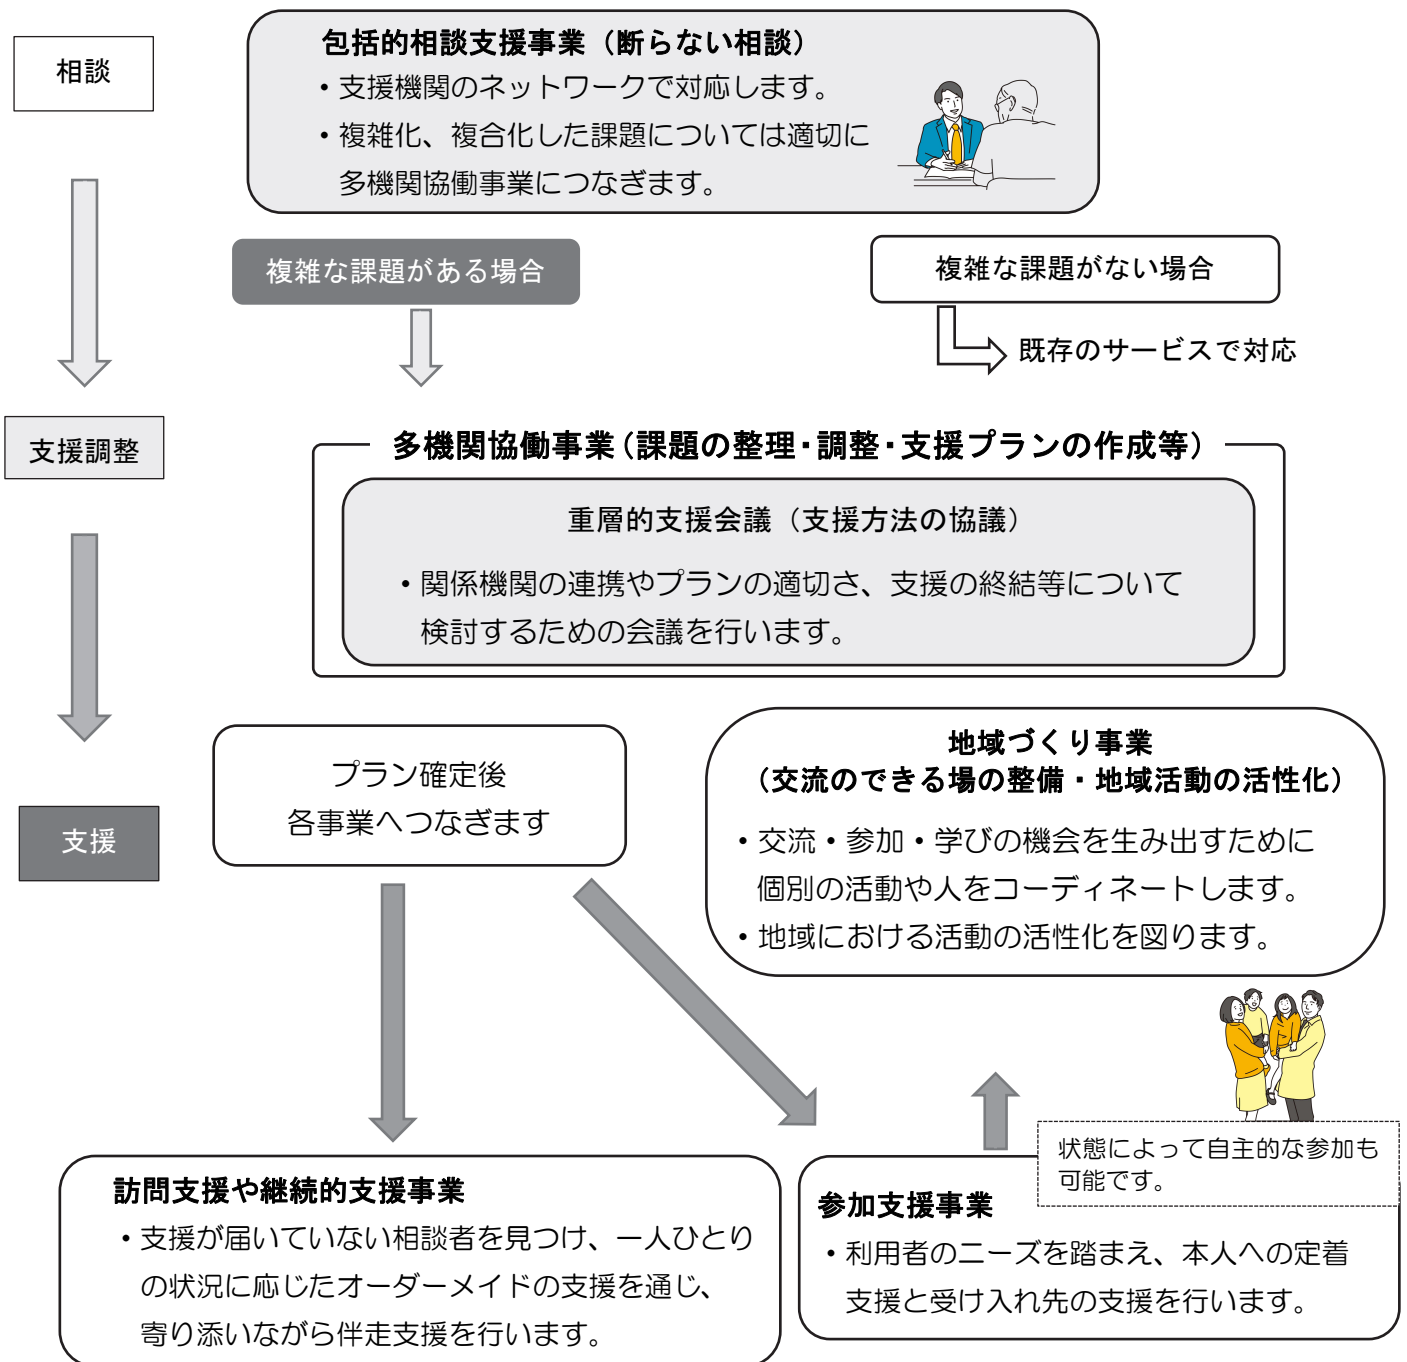 相談
包括的相談支援事業（断らない相談）
・支援機関のネットワークで対応します。
・複雑化、複合化した課題については適切に
多機関協働事業につなぎます。
複雑な課題がある場合
複雑な課題がない場合
既存のサービスで対応
支援調整
多機関協働事業（課題の整理・調整・支援プランの作成等）
重層的支援会議（支援方法の協議）
・関係機関の連携やプランの適切さ、支援の終結等について
検討するための会議を行います。
支援
プラン確定後
各事業へつなぎます
地域づくり事業
（交流のできる場の整備・地域活動の活性化）
・交流・参加・学びの機会を生み出すために
個別の活動や人をコーディネートします。
・地域における活動の活性化を図ります。
状態によって自主的な参加も
可能です。
訪問支援や継続的支援事業
・支援が届いていない相談者を見つけ、一人ひとり
の状況に応じたオーダーメイドの支援を通じ、
寄り添いながら伴走支援を行います。
参加支援事業
・利用者のニーズを踏まえ、本人への定着
支援と受け入れ先の支援を行います。